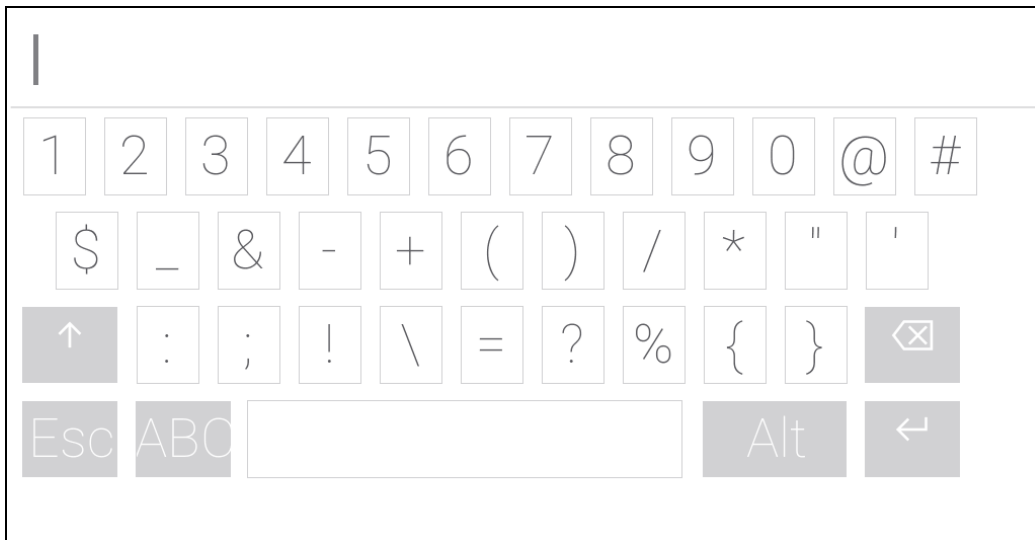 1 2 3 4 5 6 7 8 9 0 @ #
$ _ & - + ( ) / * " '
↑ : ; ! \ = ? % { } ⌫
Esc ABC Alt ↵